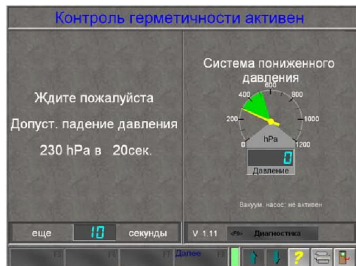 Контроль герметичности активен
Ждите пожалуйста
Допуст. падение давления
230 hPa в 20сек.
Система пониженного
давления
600
400
800
200
1000
0
1200
hPa
0
Давление
Вакуум. насос: не активен
еще 10 секунды
V 1.11
Диагностика
Далее
?